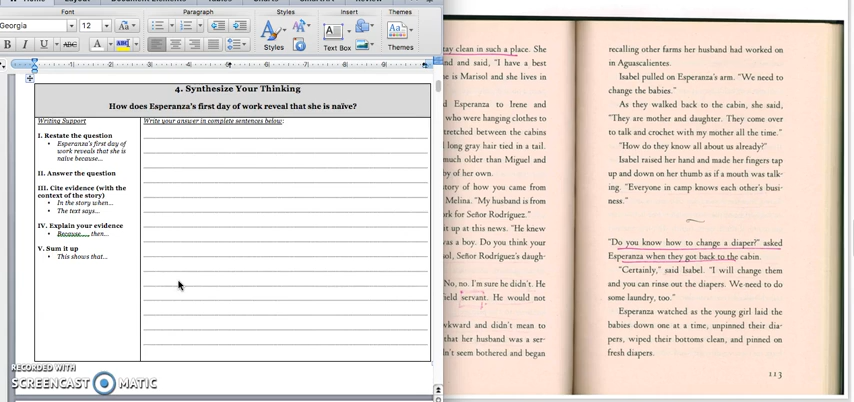 Home Layout Document Elements Tables Charts SmartArt Review
Font Paragraph Styles Insert Themes
Georgia 12 Aa
B I U ABC A ABC A
Styles Text Box Themes
4. Synthesize Your Thinking
How does Esperanza's first day of work reveal that she is naïve?
Writing Support
Write your answer in complete sentences below:
I. Restate the question
• Esperanza's first day of
work reveals that she is
naïve because...
II. Answer the question
III. Cite evidence (with the
context of the story)
• In the story when...
• The text says...
IV. Explain your evidence
• Because..., then...
V. Sum it up
• This shows that...
RECORDED WITH
SCREENCAST MATIC
stay clean in such a place. She
nd and said, "I have a best
e is Marisol and she lives in
d Esperanza to Irene and
who were hanging clothes to
tretched between the cabins
long gray hair tied in a tail.
much older than Miguel and
by of her own.
story of how you came from
Melina. "My husband is from
rk for Señor Rodríguez."
t up at this news. "He knew
as a boy. Do you think your
sol, Señor Rodríguez's daugh-
No, no. I'm sure he didn't. He
field servant. He would not
wkward and didn't mean to
that her husband was a ser-
n't seem bothered and began
recalling other farms her husband had worked on
in Aguascalientes.
Isabel pulled on Esperanza's arm. "We need to
change the babies."
As they walked back to the cabin, she said,
"They are mother and daughter. They come over
to talk and crochet with my mother all the time."
"How do they know all about us already?"
Isabel raised her hand and made her fingers tap
up and down on her thumb as if a mouth was talk-
ing. "Everyone in camp knows each other's busi-
ness."
"Do you know how to change a diaper?" asked
Esperanza when they got back to the cabin.
"Certainly," said Isabel. "I will change them
and you can rinse out the diapers. We need to do
some laundry, too."
Esperanza watched as the young girl laid the
babies down one at a time, unpinned their dia-
pers, wiped their bottoms clean, and pinned on
fresh diapers.
113